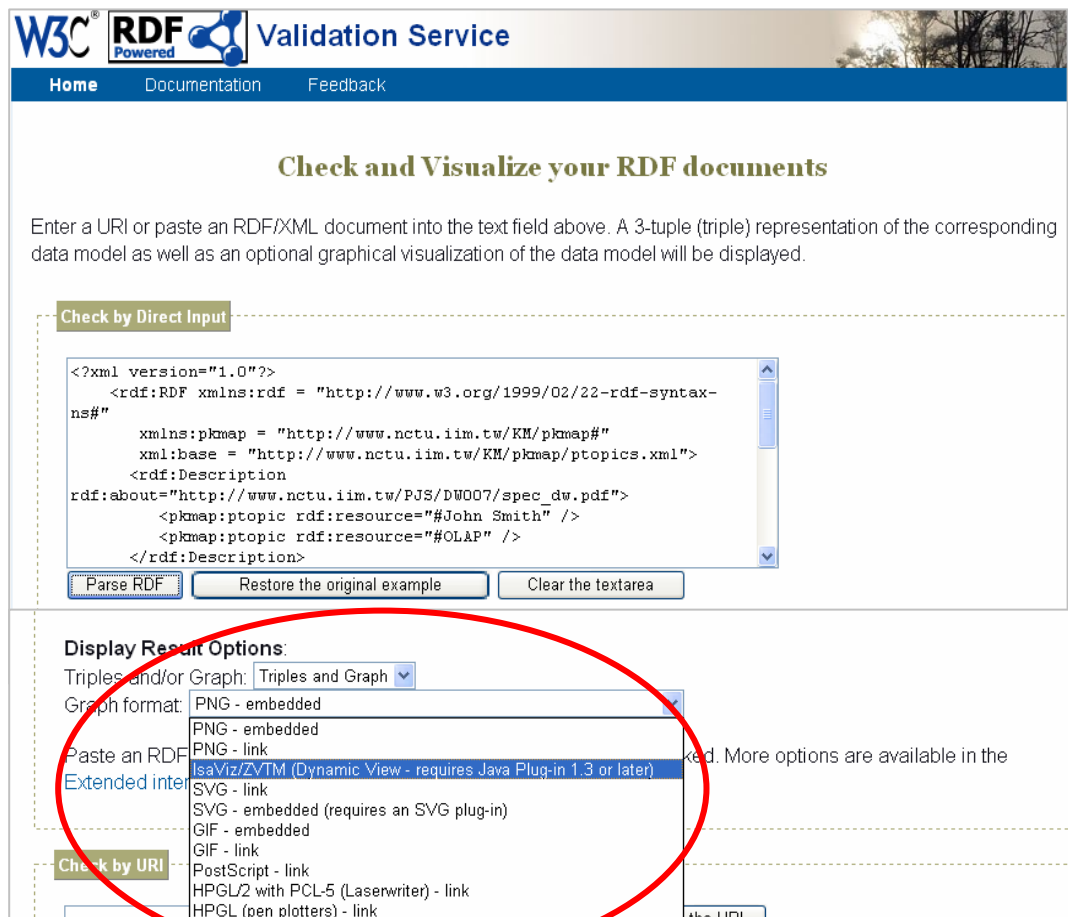 W3C® RDF Powered Validation Service
Home Documentation Feedback
Check and Visualize your RDF documents
Enter a URI or paste an RDF/XML document into the text field above. A 3-tuple (triple) representation of the corresponding
data model as well as an optional graphical visualization of the data model will be displayed.
Check by Direct Input
<?xml version="1.0"?>
<rdf:RDF xmlns:rdf = "http://www.w3.org/1999/02/22-rdf-syntax-
ns#"
xmlns:pkmap = "http://www.nctu.iim.tw/KM/pkmap#"
xml:base = "http://www.nctu.iim.tw/KM/pkmap/ptopics.xml">
<rdf:Description
rdf:about="http://www.nctu.iim.tw/PJS/DW007/spec_dw.pdf">
<pkmap:ptopic rdf:resource="#John Smith" />
<pkmap:ptopic rdf:resource="#OLAP" />
</rdf:Description>
Parse RDF Restore the original example Clear the textarea
Display Result Options:
Triples and/or Graph: Triples and Graph
Graph format: PNG - embedded
PNG - embedded
PNG - link
Paste an RDF
IsaViz/ZVTM (Dynamic View - requires Java Plug-in 1.3 or later)
ked. More options are available in the
Extended inter
SVG - link
SVG - embedded (requires an SVG plug-in)
GIF - embedded
GIF - link
Check by URI
PostScript - link
HPGL/2 with PCL-5 (Laserwriter) - link
HPGL (pen plotters) - link
the URI